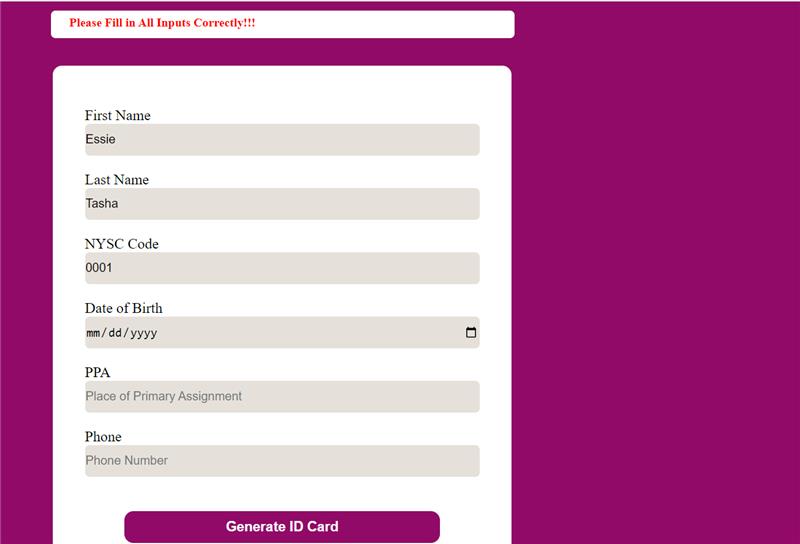 Please Fill in All Inputs Correctly!!!
First Name
Essie
Last Name
Tasha
NYSC Code
0001
Date of Birth
mm/dd/yyyy
PPA
Place of Primary Assignment
Phone
Phone Number
Generate ID Card